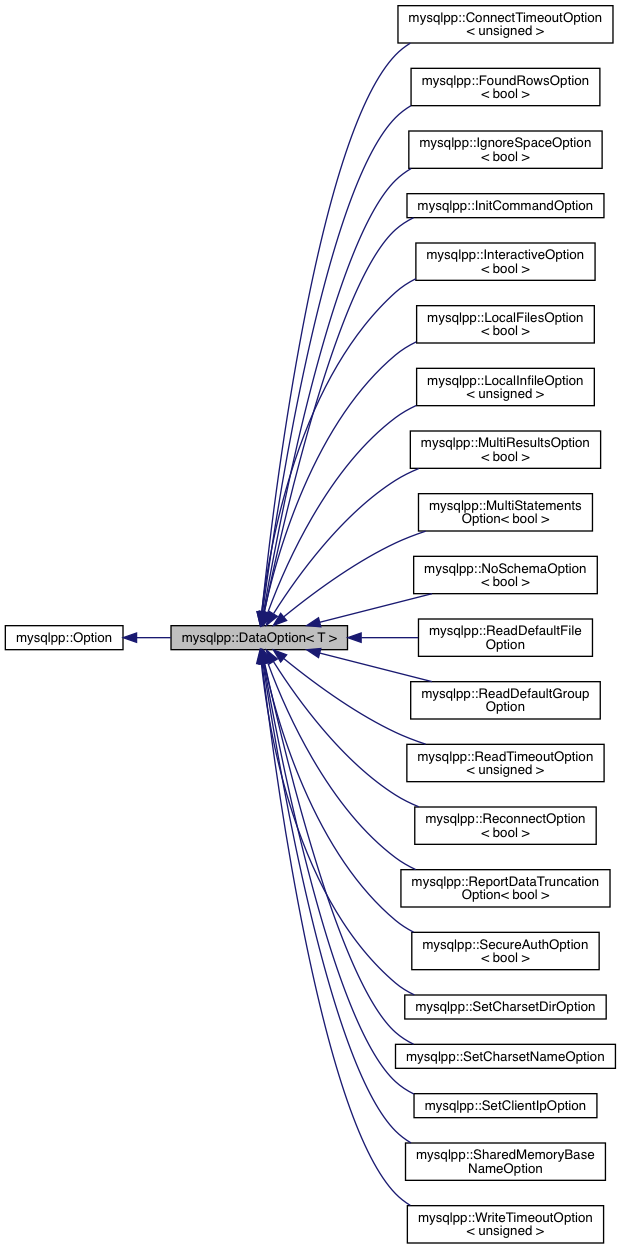 mysqlpp::ConnectTimeoutOption
< unsigned >
mysqlpp::FoundRowsOption
< bool >
mysqlpp::IgnoreSpaceOption
< bool >
mysqlpp::InitCommandOption
mysqlpp::InteractiveOption
< bool >
mysqlpp::LocalFilesOption
< bool >
mysqlpp::LocalInfileOption
< unsigned >
mysqlpp::MultiResultsOption
< bool >
mysqlpp::MultiStatements
Option< bool >
mysqlpp::NoSchemaOption
< bool >
mysqlpp::Option
mysqlpp::DataOption< T >
mysqlpp::ReadDefaultFile
Option
mysqlpp::ReadDefaultGroup
Option
mysqlpp::ReadTimeoutOption
< unsigned >
mysqlpp::ReconnectOption
< bool >
mysqlpp::ReportDataTruncation
Option< bool >
mysqlpp::SecureAuthOption
< bool >
mysqlpp::SetCharsetDirOption
mysqlpp::SetCharsetNameOption
mysqlpp::SetClientIpOption
mysqlpp::SharedMemoryBase
NameOption
mysqlpp::WriteTimeoutOption
< unsigned >